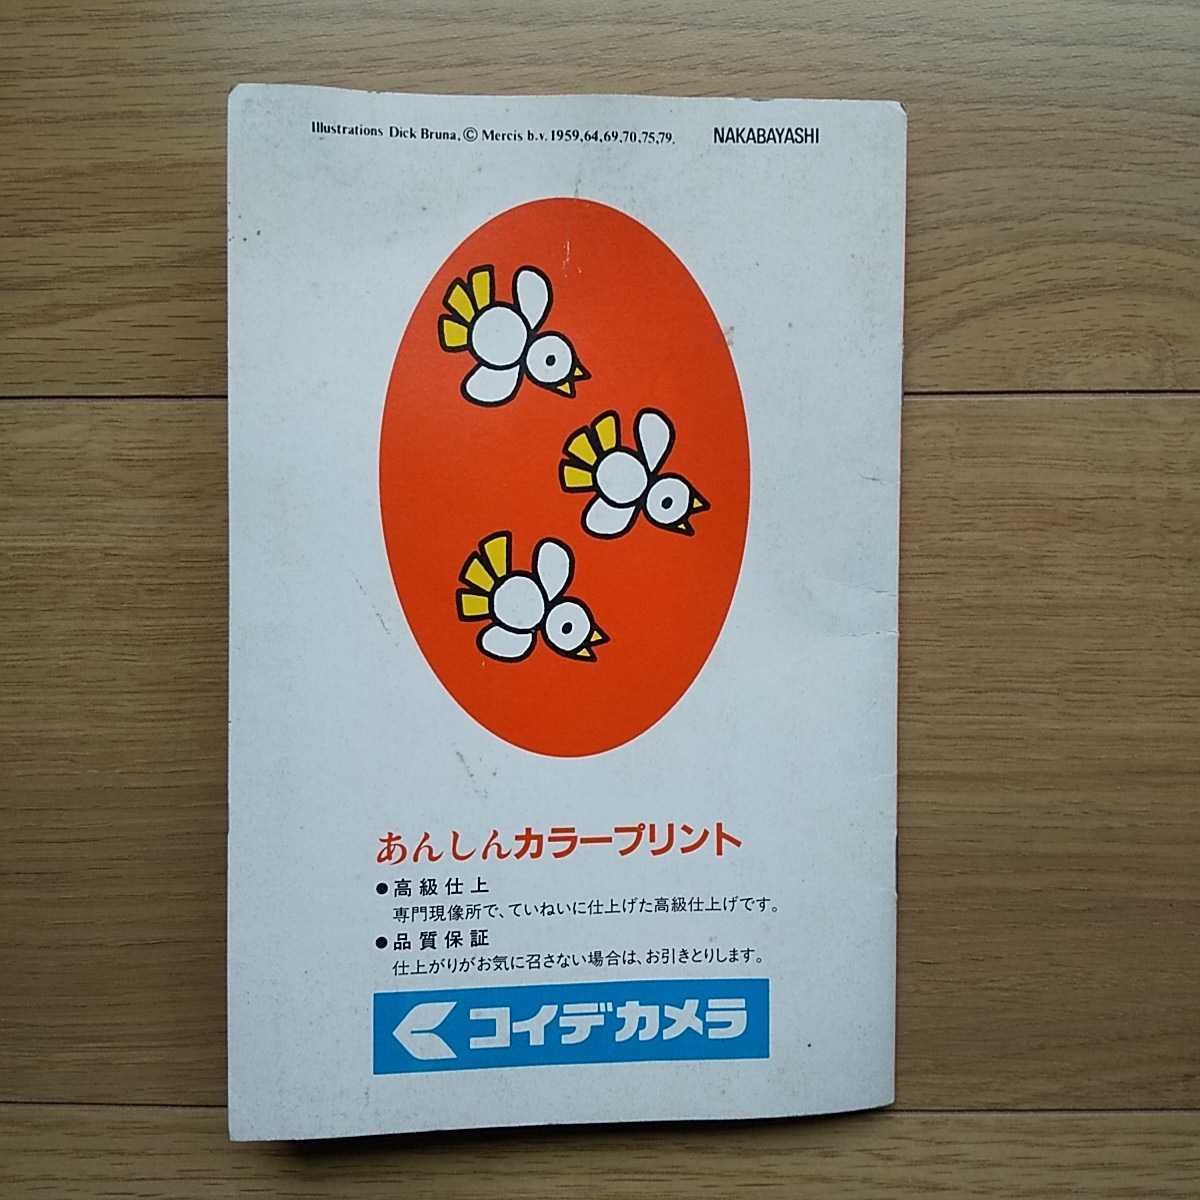 Illustrations Dick Bruna, © Mercis b.v. 1959,64,69,70,75,79. NAKABAYASHI
あんしんカラープリント
●高級仕上
専門現像所で、ていねいに仕上げた高級仕上げです。
●品質保証
仕上がりがお気に召さない場合は、お引きとりします。
コイデカメラ